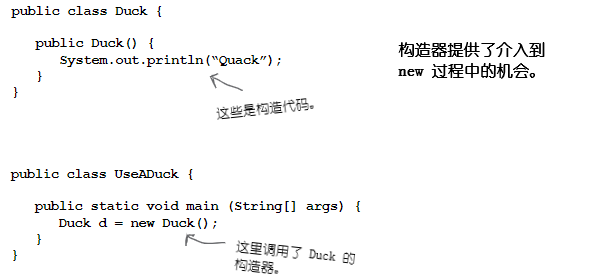 public class Duck {
public Duck() {
System.out.println(“Quack”);
}
}
构造器提供了介入到
new 过程中的机会。
这些是构造代码。
public class UseADuck {
public static void main (String[] args) {
Duck d = new Duck();
}
}
这里调用了 Duck 的
构造器。